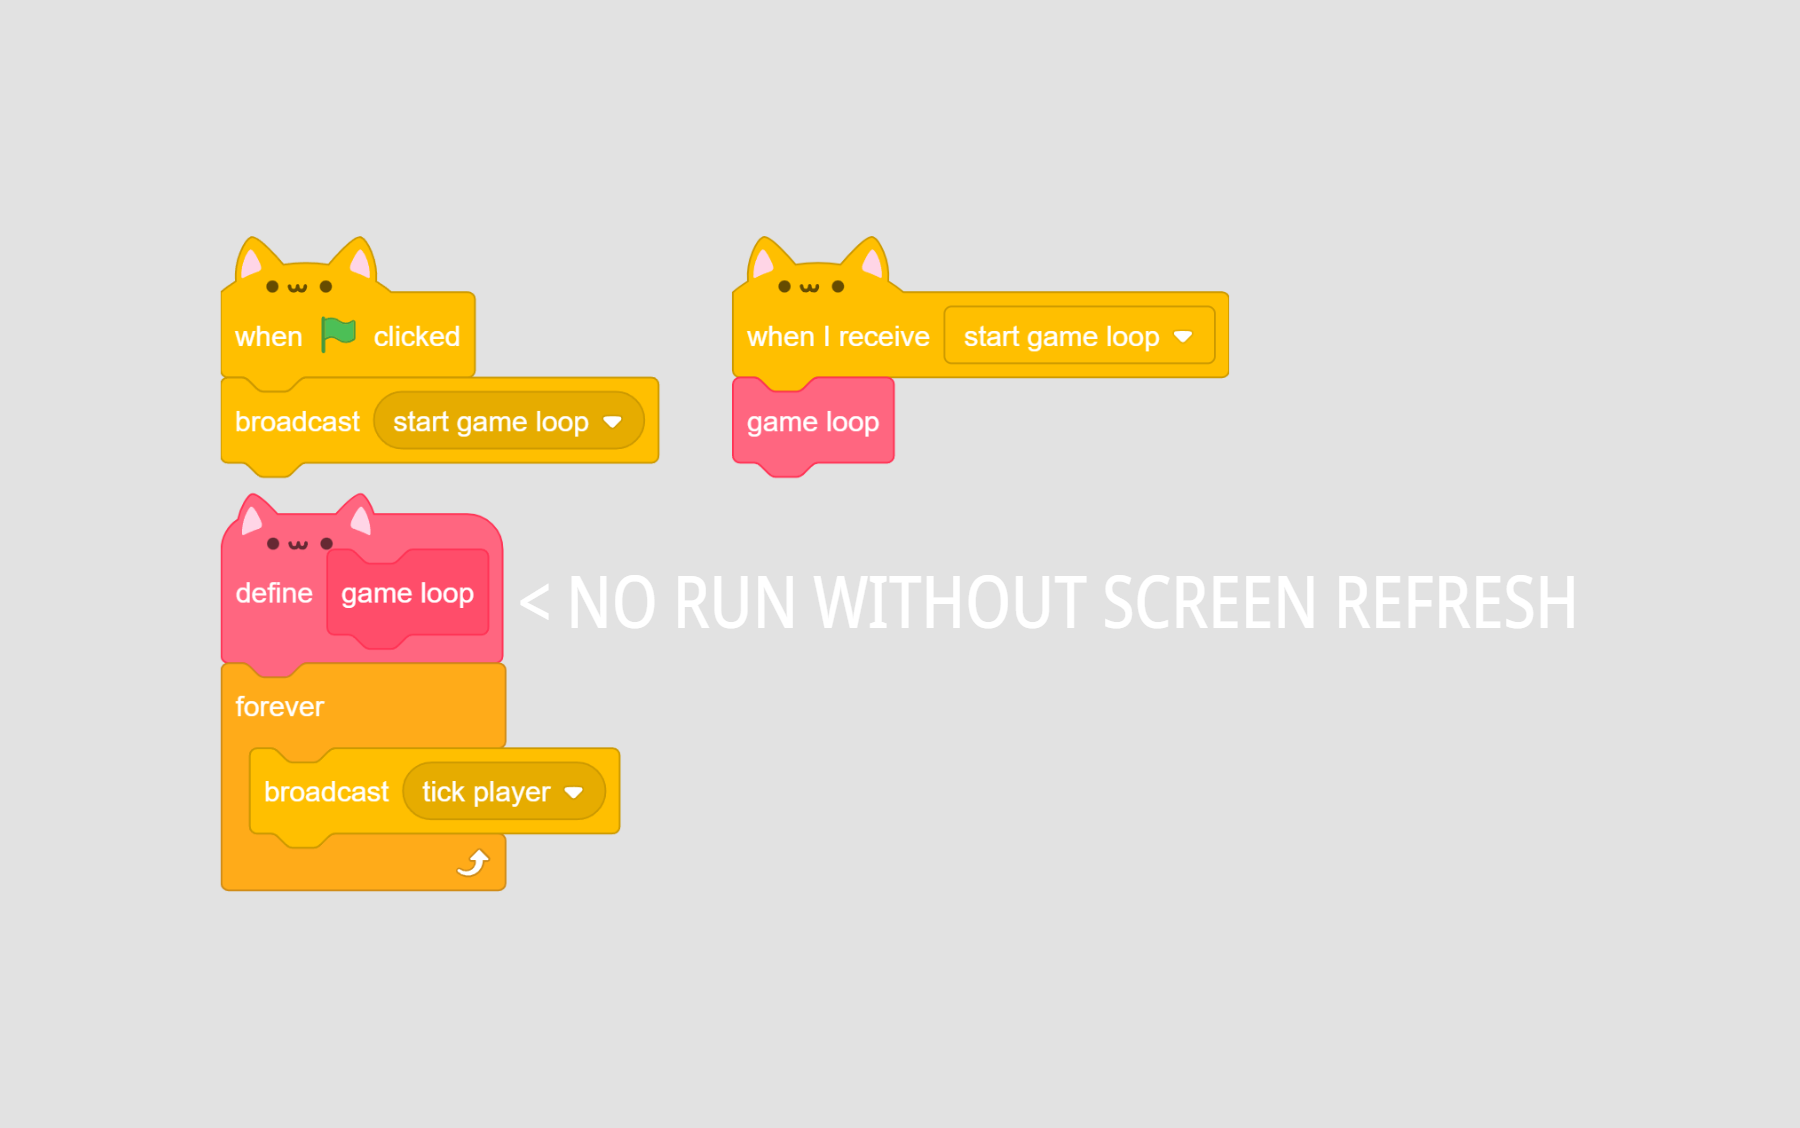 when clicked
broadcast start game loop
when I receive start game loop
game loop
define game loop
< NO RUN WITHOUT SCREEN REFRESH
forever
broadcast tick player